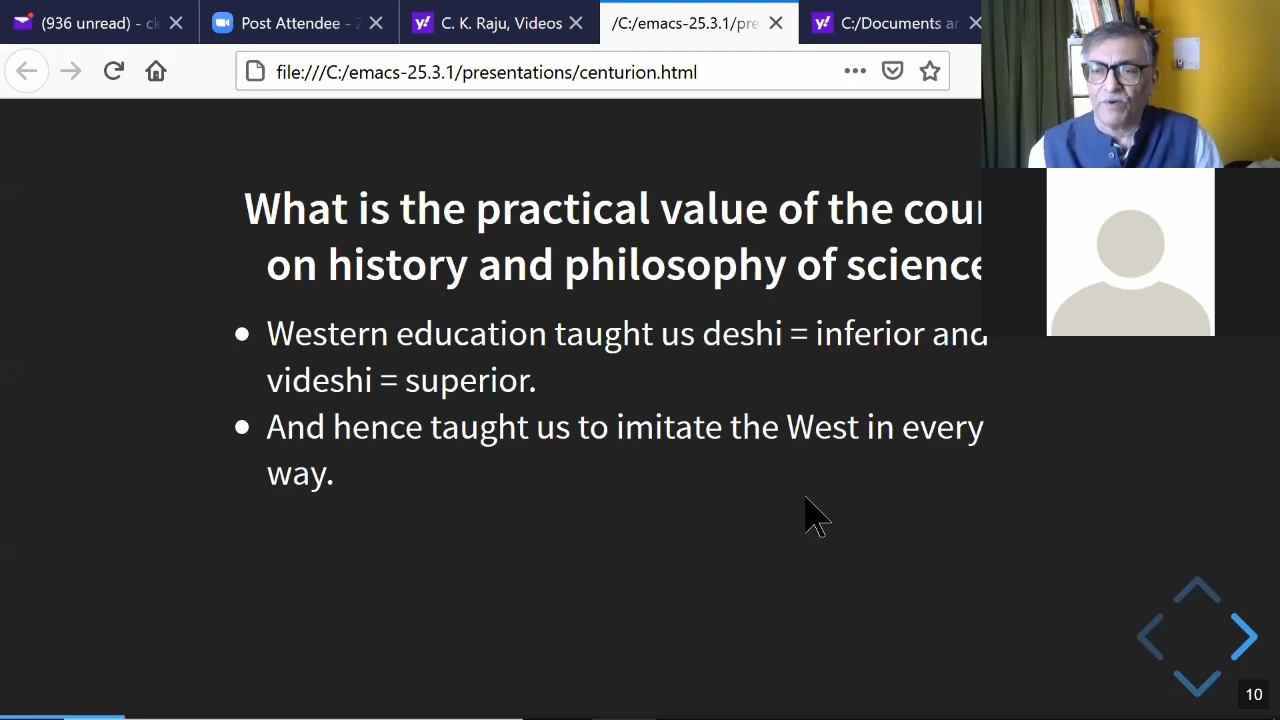 (936 unread) - ck
Post Attendee - Z
C. K. Raju, Videos
/C:/emacs-25.3.1/pre
C:/Documents an
file:///C:/emacs-25.3.1/presentations/centurion.html
What is the practical value of the cour
on history and philosophy of science
• Western education taught us deshi = inferior and
videshi = superior.
• And hence taught us to imitate the West in every
way.
10